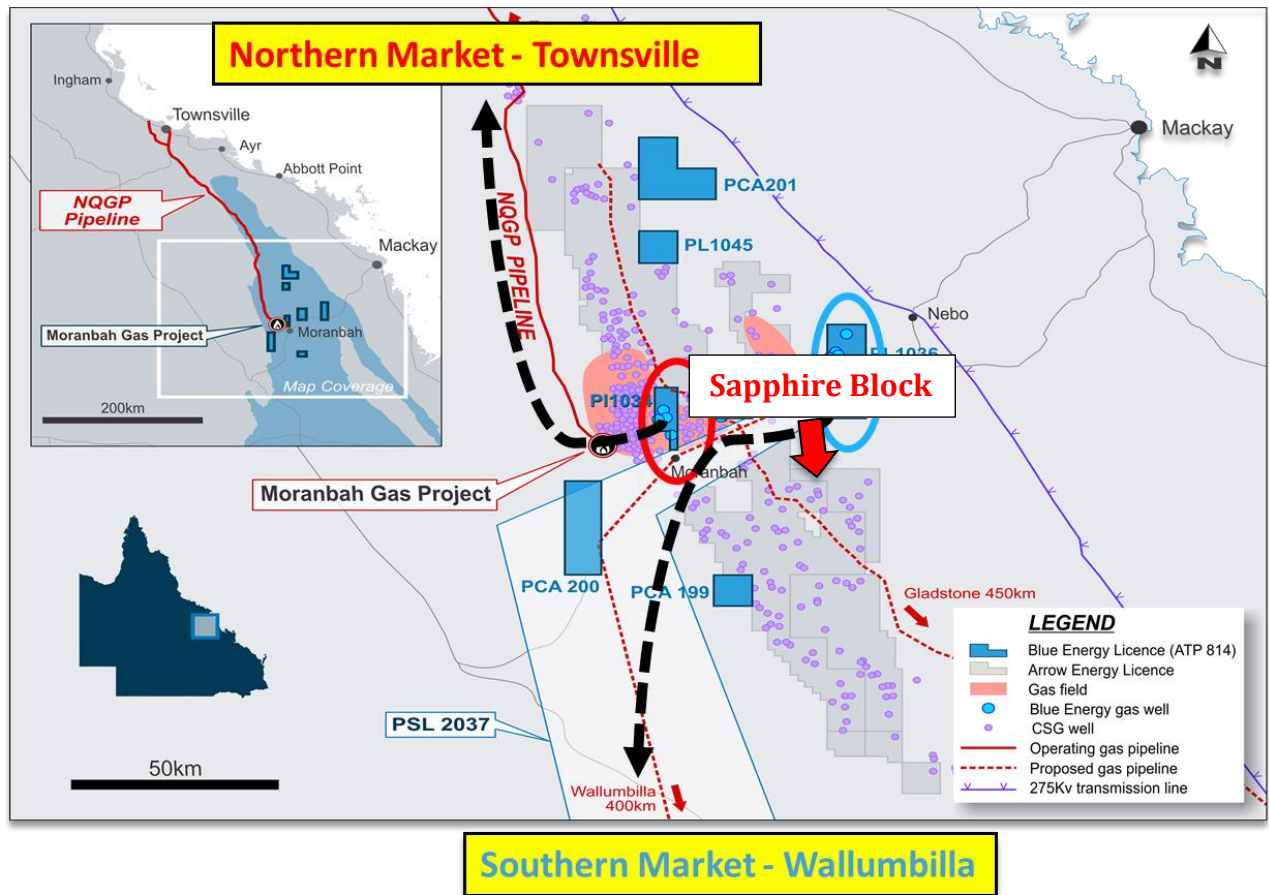 Northern Market - Townsville
N
Ingham
Townsville
Ayr
Abbott Point
NQGP
Pipeline
Mackay
Moranbah Gas Project
Moranbah
Map Coverage
200km
Mackay
PCA201
NQGP PIPELINE
PL1045
Nebo
PL1036
Sapphire Block
Pl1034
Moranbah
Moranbah Gas Project
PCA 200
PCA 199
Gladstone 450km
PSL 2037
50km
Wallumbilla
400km
LEGEND
Blue Energy Licence (ATP 814)
Arrow Energy Licence
Gas field
Blue Energy gas well
CSG well
Operating gas pipeline
Proposed gas pipeline
275Kv transmission line
Southern Market - Wallumbilla